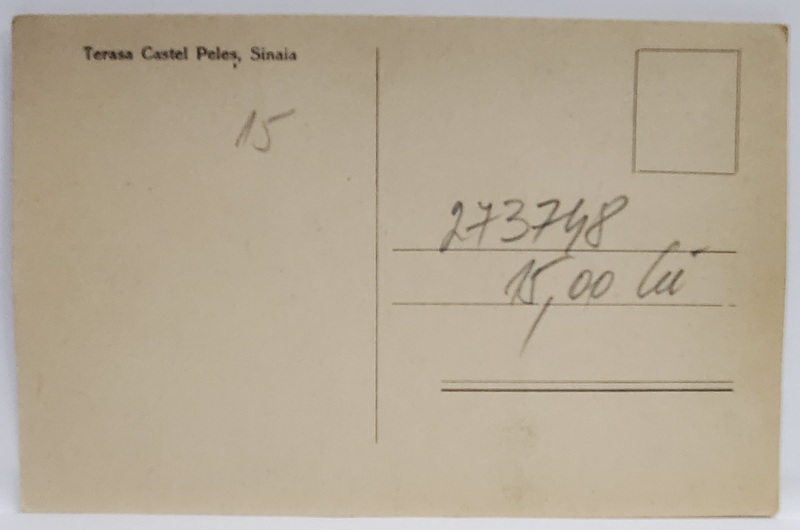 Terasa Castel Peleș, Sinaia
15
273748
15,00 lei